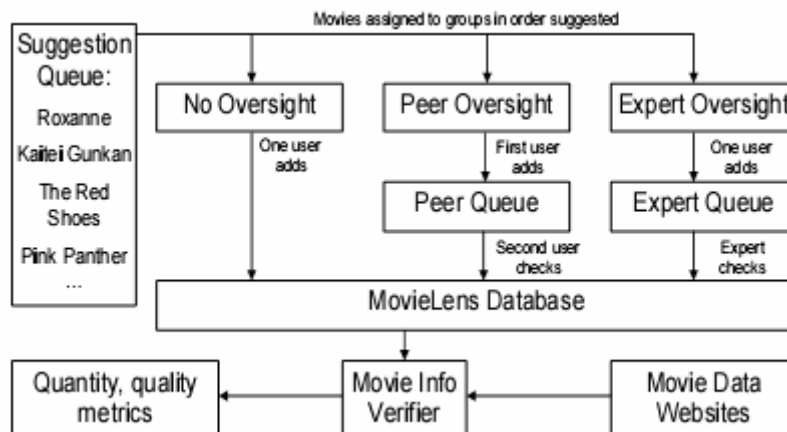 Movies assigned to groups in order suggested
Suggestion
Queue:
Roxanne
Kaitei Gunkan
The Red
Shoes
Pink Panther
...
No Oversight
Peer Oversight
Expert Oversight
One user
adds
First user
adds
One user
adds
Peer Queue
Expert Queue
Second user
checks
Expert
checks
MovieLens Database
Quantity, quality
metrics
Movie Info
Verifier
Movie Data
Websites